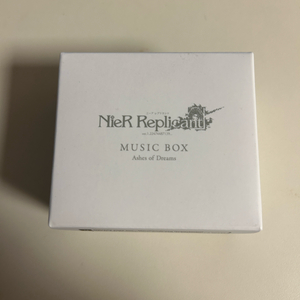 NieR Replicant
MUSIC BOX
Ashes of Dreams